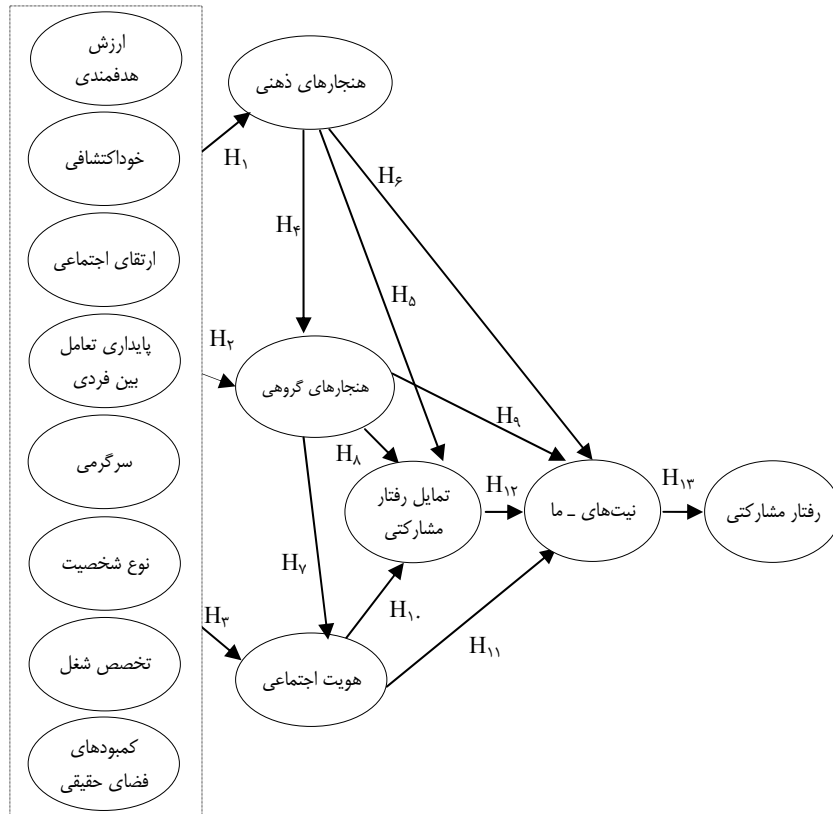 ارزش
هدفمندی
خوداکتشافی
ارتقای اجتماعی
پایداری تعامل
بین فردی
سرگرمی
نوع شخصیت
تخصص شغل
کمبودهای
فضای حقیقی
هنجارهای ذهنی
H۱
H۴
H۵
H۶
H۲
هنجارهای گروهی
H۹
H۸
H۷
تمایل رفتار
مشارکتی
H۱۲
نیت‌های ـ ما
H۱۳
رفتار مشارکتی
H۳
H۱۰
H۱۱
هویت اجتماعی